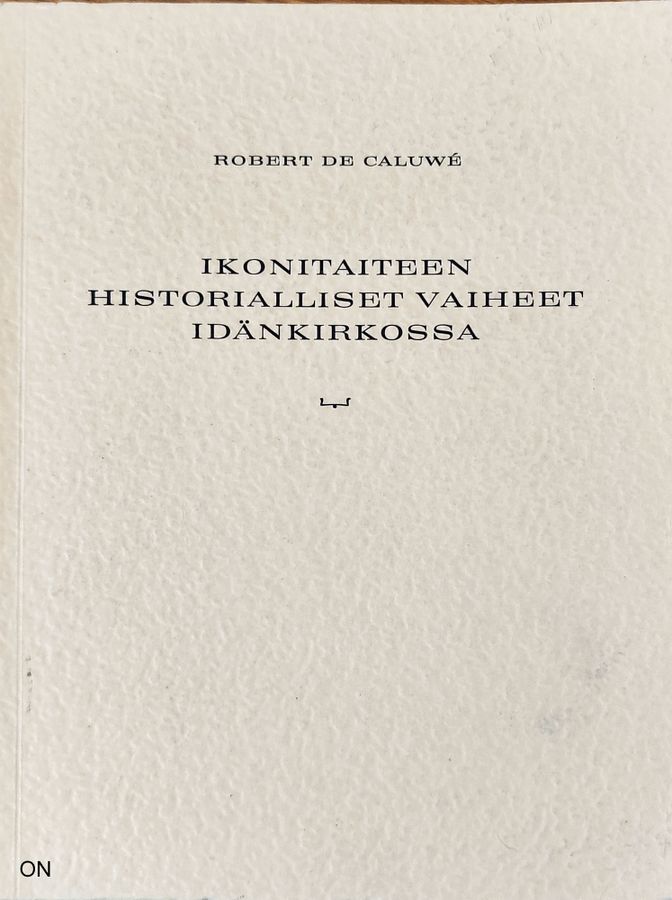 ROBERT DE CALUWÉ
IKONITAITEEN
HISTORIALLISET VAIHEET
IDÄNKIRKOSSA
ON